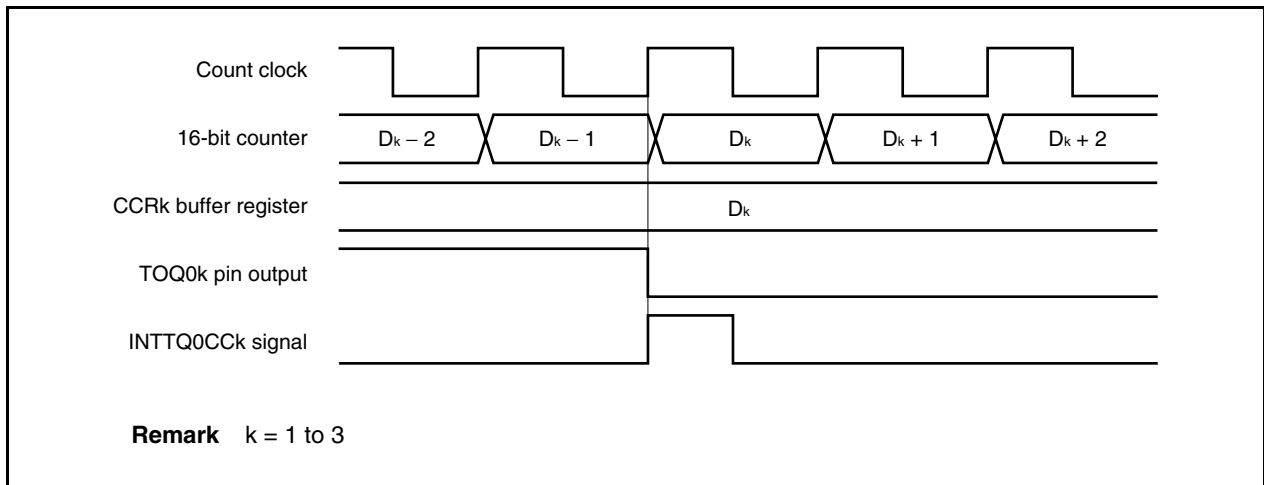 Count clock
16-bit counter
Dk − 2
Dk − 1
Dk
Dk + 1
Dk + 2
CCRk buffer register
Dk
TOQ0k pin output
INTTQ0CCk signal
Remark k = 1 to 3